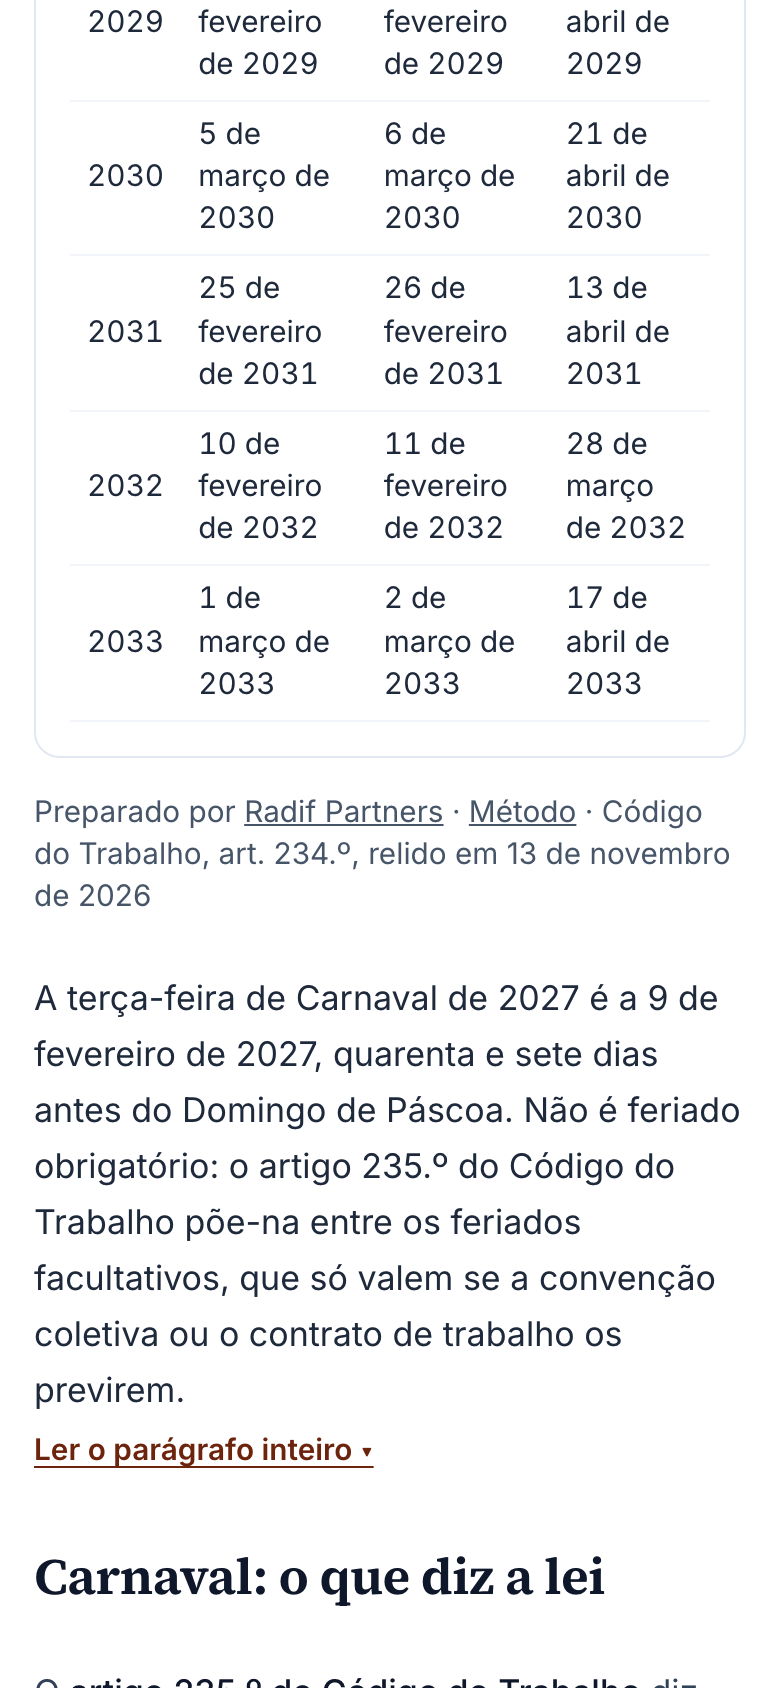 2029 fevereiro fevereiro abril de
de 2029 de 2029 2029
5 de 6 de 21 de
2030 março de março de abril de
2030 2030 2030
25 de 26 de 13 de
2031 fevereiro fevereiro abril de
de 2031 de 2031 2031
10 de 11 de 28 de
2032 fevereiro fevereiro março
de 2032 de 2032 de 2032
1 de 2 de 17 de
2033 março de março de abril de
2033 2033 2033
Preparado por Radif Partners · Método · Código
do Trabalho, art. 234.º, relido em 13 de novembro
de 2026
A terça-feira de Carnaval de 2027 é a 9 de
fevereiro de 2027, quarenta e sete dias
antes do Domingo de Páscoa. Não é feriado
obrigatório: o artigo 235.º do Código do
Trabalho põe-na entre os feriados
facultativos, que só valem se a convenção
coletiva ou o contrato de trabalho os
previrem.
Ler o parágrafo inteiro ▾
Carnaval: o que diz a lei
O artigo 235.º do Código do Trabalho diz